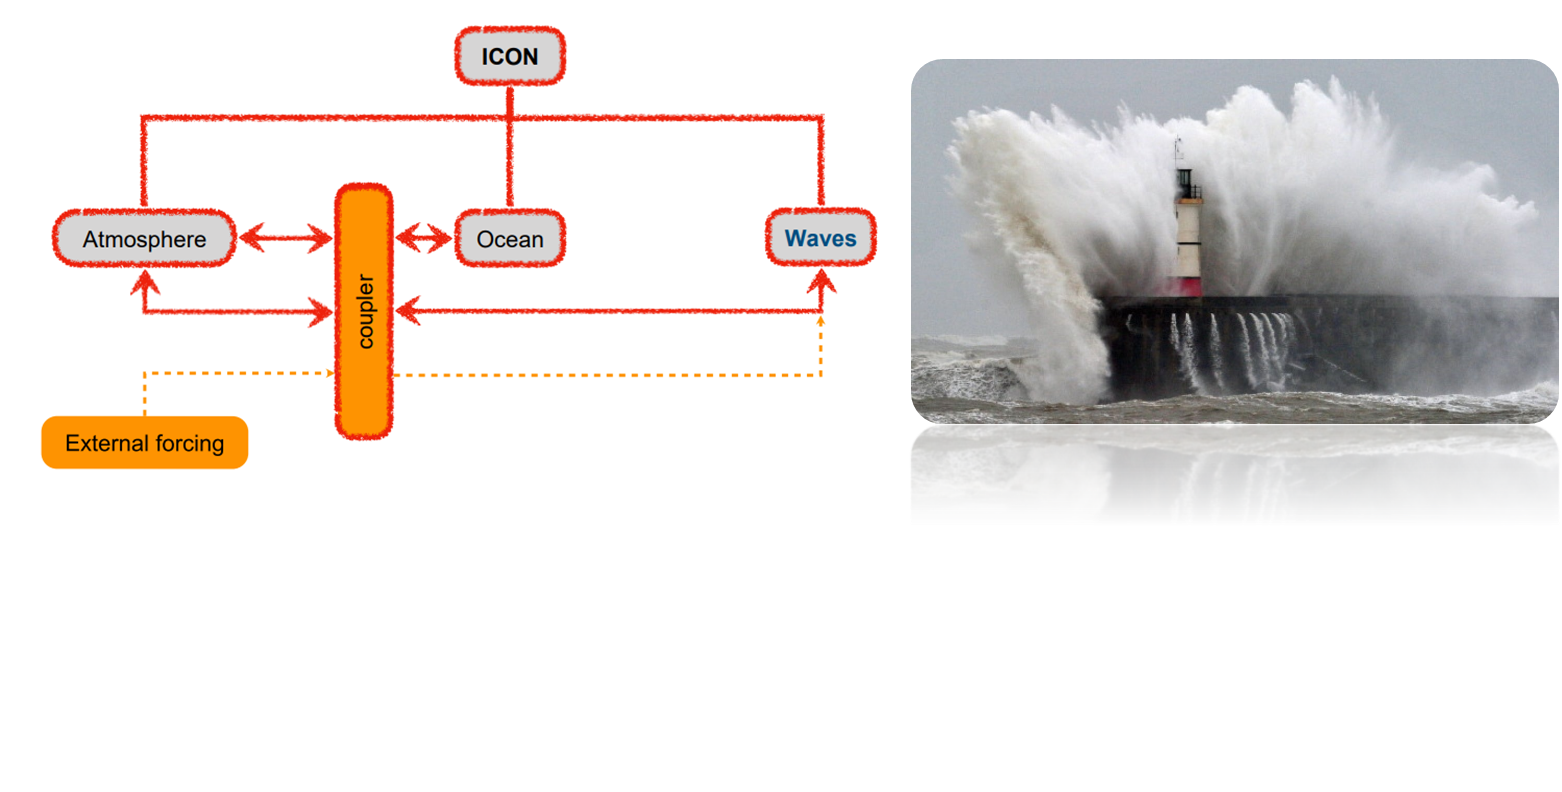 ICON
Atmosphere
coupler
Ocean
Waves
External forcing